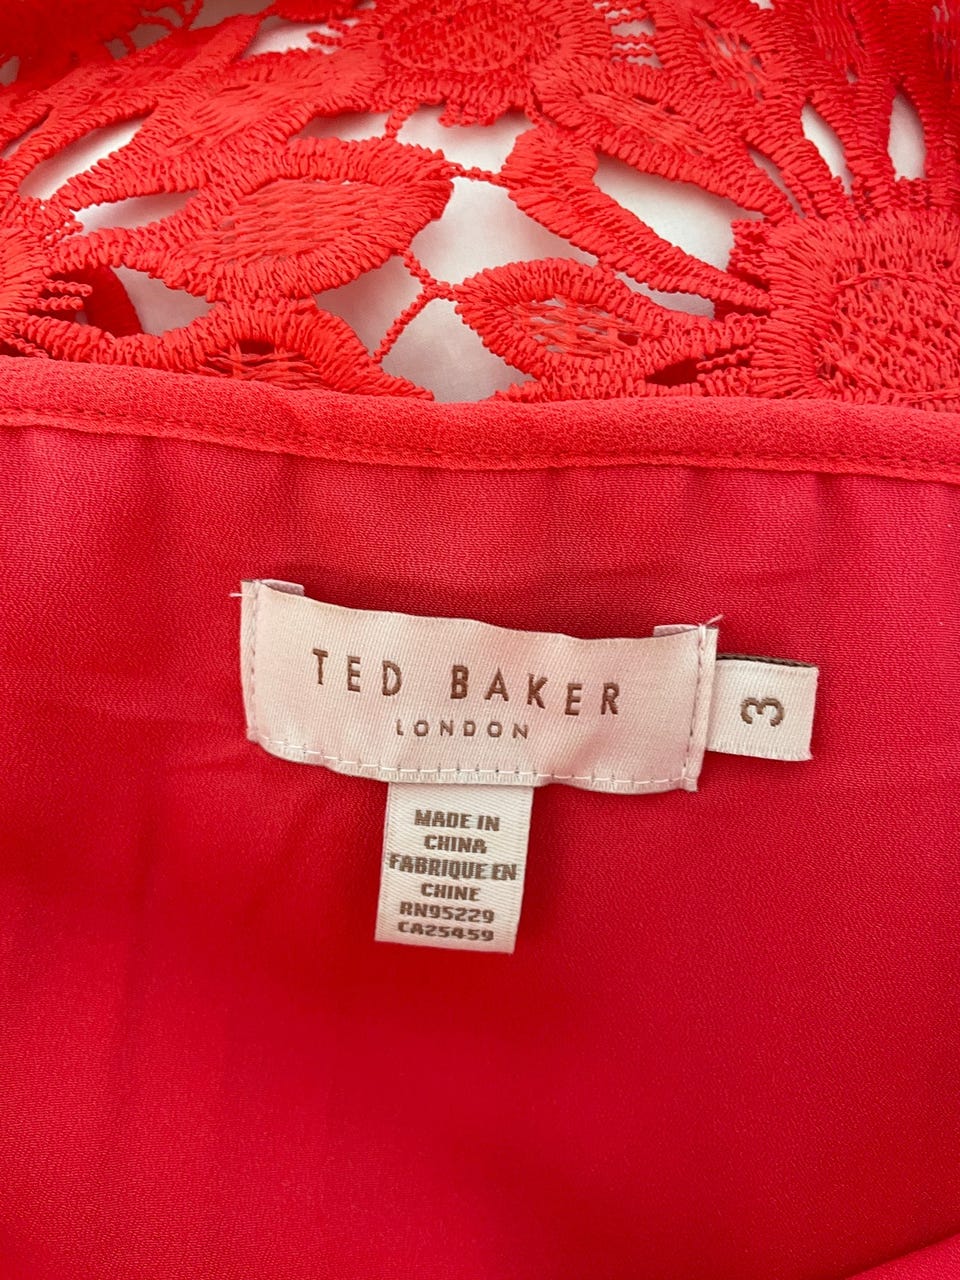 TED BAKER
LONDON
3
MADE IN
CHINA
FABRIQUE EN
CHINE
RN95229
CA25459